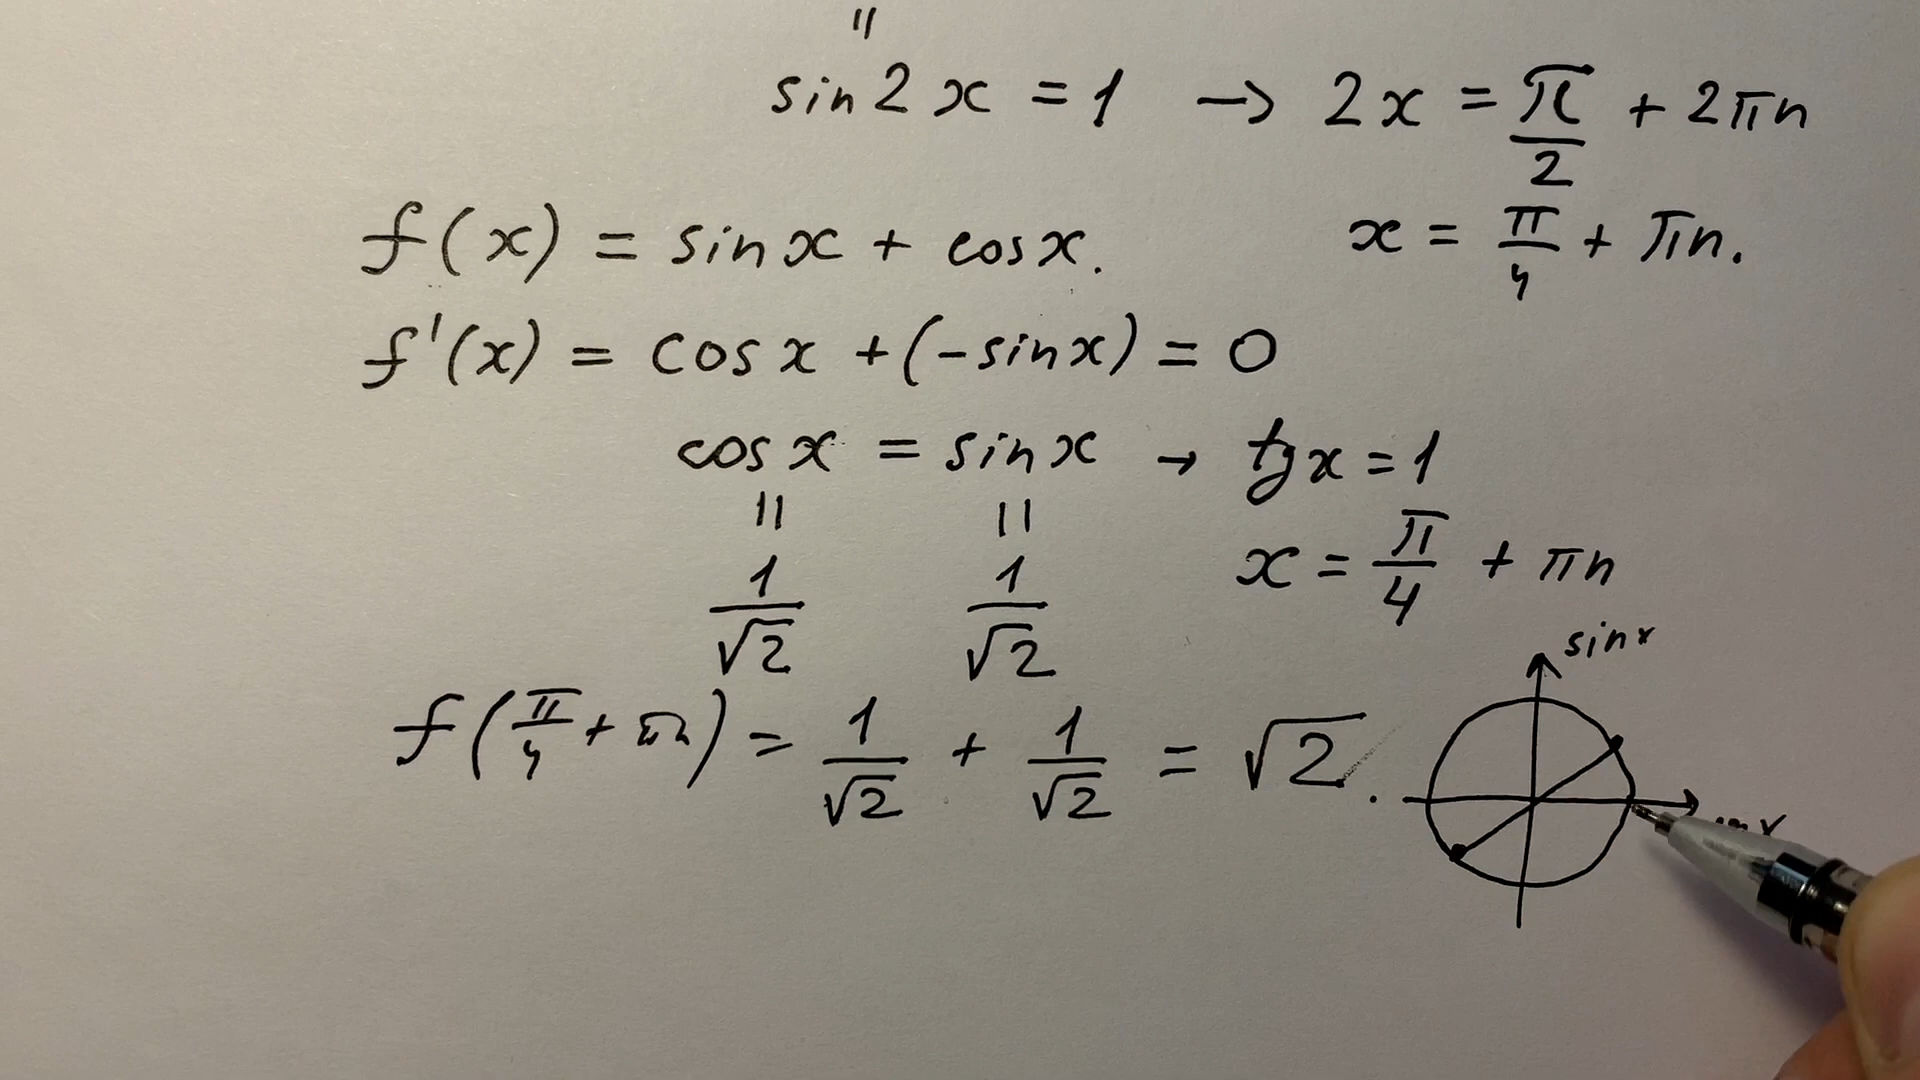 ||
sin 2x = 1 → 2x = π/2 + 2πn
f(x) = sin x + cos x.
x = π/4 + πn.
f'(x) = cos x + (-sin x) = 0
cos x = sin x → tg x = 1
|| ||
1/√2 1/√2
x = π/4 + πn
sin x
f(π/4 + πn) = 1/√2 + 1/√2 = √2.